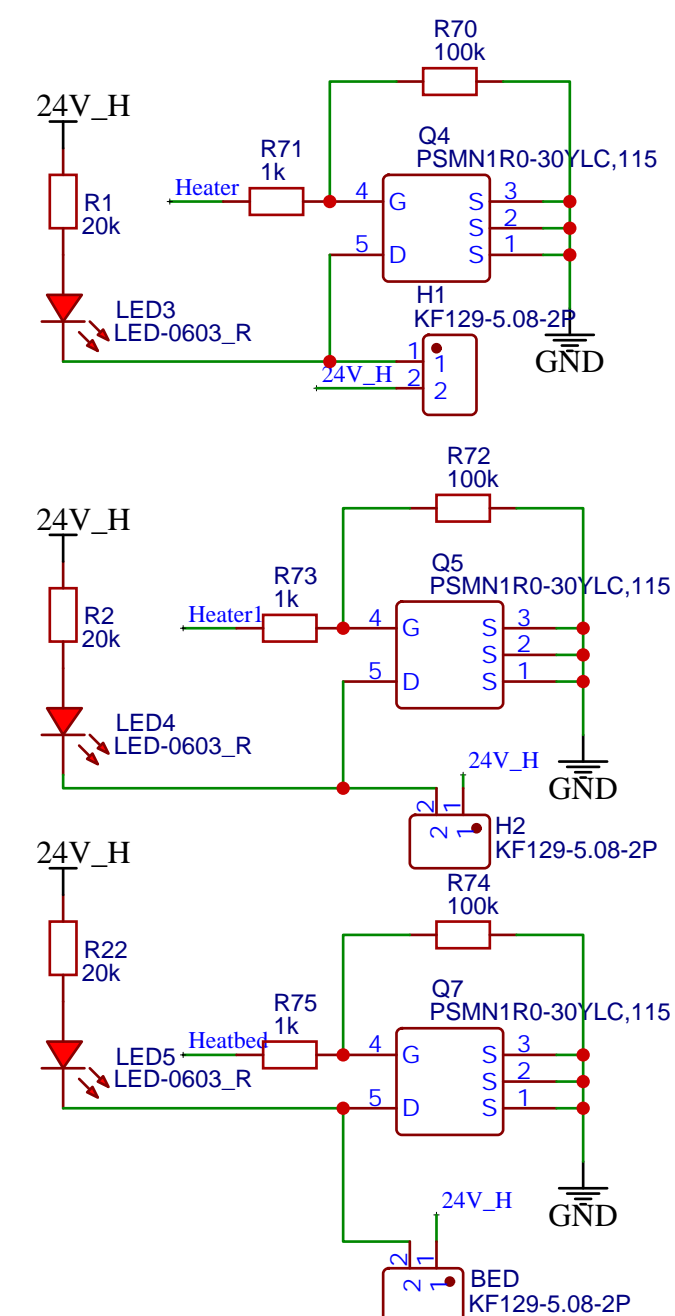 R70
100k
24V_H
Q4
PSMN1R0-30YLC,115
R71
1k
Heater
R1
20k
4
G
S
3
S
2
5
D
S
1
H1
KF129-5.08-2P
LED3
LED-0603_R
GND
1
1
24V_H
2
2
R72
100k
24V_H
Q5
PSMN1R0-30YLC,115
R73
1k
Heater1
R2
20k
4
G
S
3
S
2
5
D
S
1
LED4
LED-0603_R
24V_H
GND
2
1
2
1
H2
KF129-5.08-2P
24V_H
R74
100k
R22
20k
Q7
PSMN1R0-30YLC,115
R75
1k
Heatbed
LED5
LED-0603_R
4
G
S
3
S
2
5
D
S
1
24V_H
GND
2
1
2
1
BED
KF129-5.08-2P